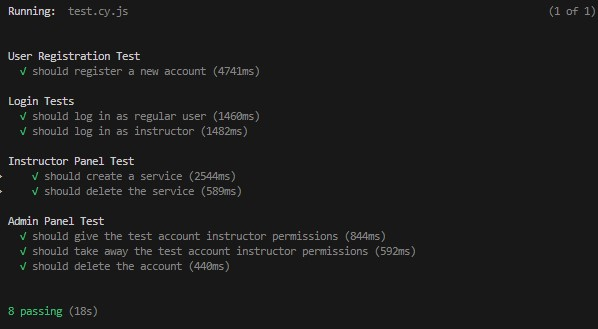 Running: test.cy.js (1 of 1)
User Registration Test
√ should register a new account (4741ms)
Login Tests
√ should log in as regular user (1460ms)
√ should log in as instructor (1482ms)
Instructor Panel Test
√ should create a service (2544ms)
√ should delete the service (589ms)
Admin Panel Test
√ should give the test account instructor permissions (844ms)
√ should take away the test account instructor permissions (592ms)
√ should delete the account (440ms)
8 passing (18s)